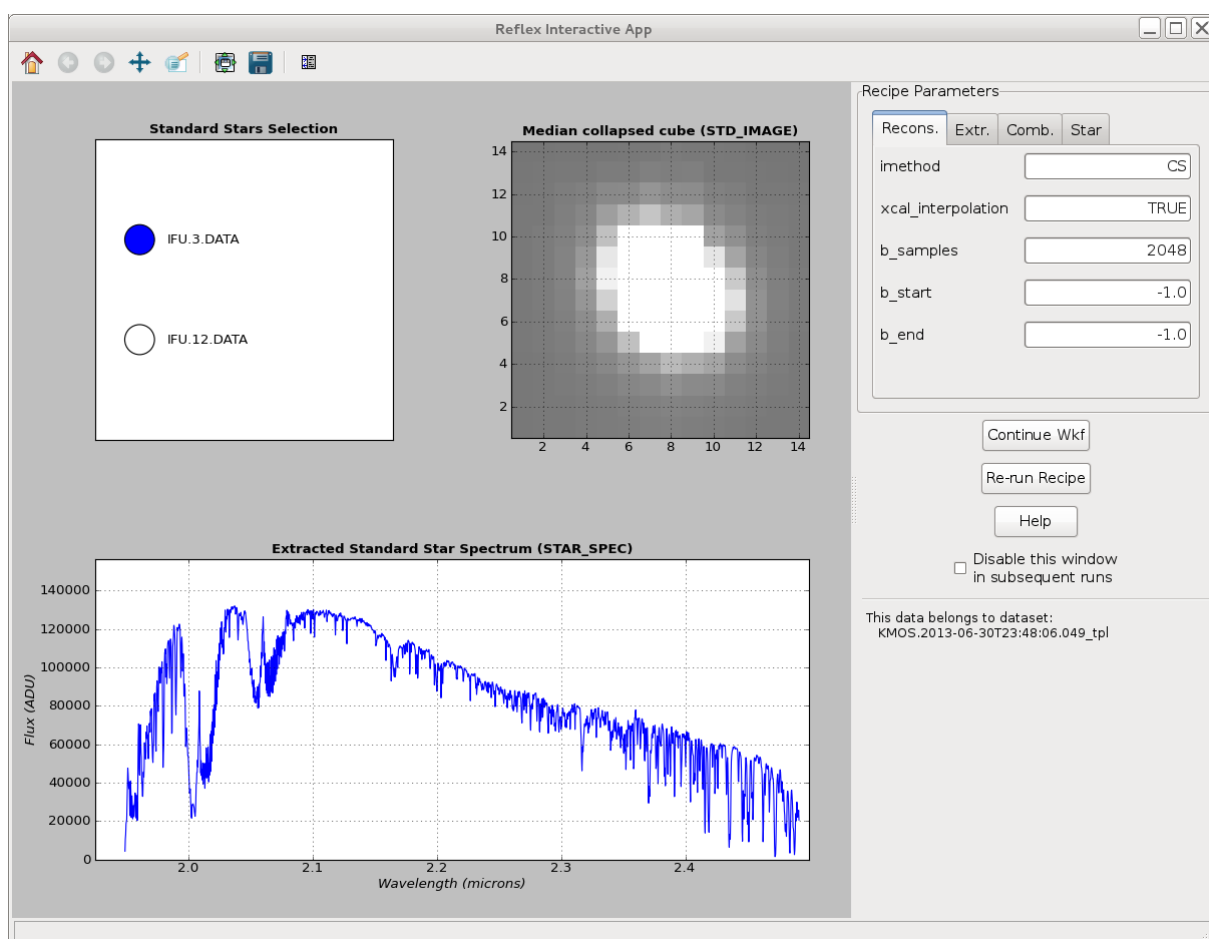 Reflex Interactive App
Standard Stars Selection
IFU.3.DATA
IFU.12.DATA
Median collapsed cube (STD_IMAGE)
14
12
10
8
6
4
2
2 4 6 8 10 12 14
Extracted Standard Star Spectrum (STAR_SPEC)
Flux (ADU)
140000
120000
100000
80000
60000
40000
20000
0
2.0 2.1 2.2 2.3 2.4
Wavelength (microns)
Recipe Parameters
Recons. Extr. Comb. Star
imethod CS
xcal_interpolation TRUE
b_samples 2048
b_start -1.0
b_end -1.0
Continue Wkf
Re-run Recipe
Help
Disable this window
in subsequent runs
This data belongs to dataset:
KMOS.2013-06-30T23:48:06.049_tpl